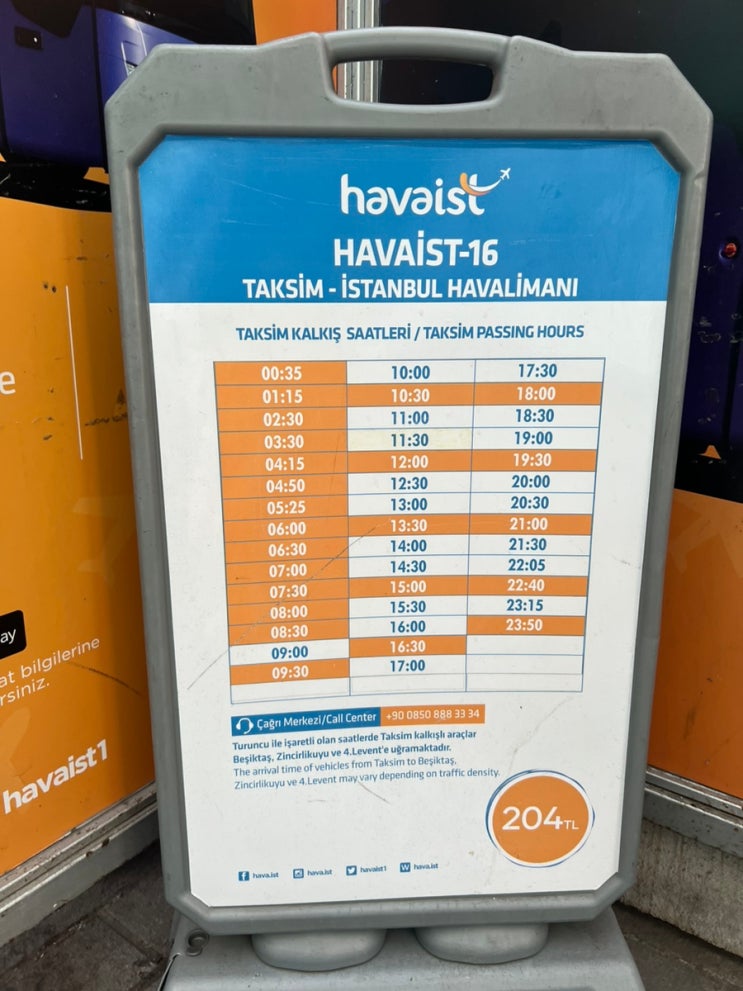 havaist
HAVAİST-16
TAKSİM - İSTANBUL HAVALİMANI
TAKSİM KALKIŞ SAATLERİ / TAKSİM PASSING HOURS
00:35 10:00 17:30
01:15 10:30 18:00
02:30 11:00 18:30
03:30 11:30 19:00
04:15 12:00 19:30
04:50 12:30 20:00
05:25 13:00 20:30
06:00 13:30 21:00
06:30 14:00 21:30
07:00 14:30 22:05
07:30 15:00 22:40
08:00 15:30 23:15
08:30 16:00 23:50
09:00 16:30
09:30 17:00
Çağrı Merkezi/Call Center +90 0850 888 33 34
Turuncu ile işaretli olan saatlerde Taksim kalkışlı araçlar
Beşiktaş, Zincirlikuyu ve 4.Levent'e uğramaktadır.
The arrival time of vehicles from Taksim to Beşiktaş,
Zincirlikuyu ve 4.Levent may vary depending on traffic density.
204TL
hava.ist hava.ist havaist1 hava.ist
e
ay
at bilgilerine
rsiniz.
havaist1